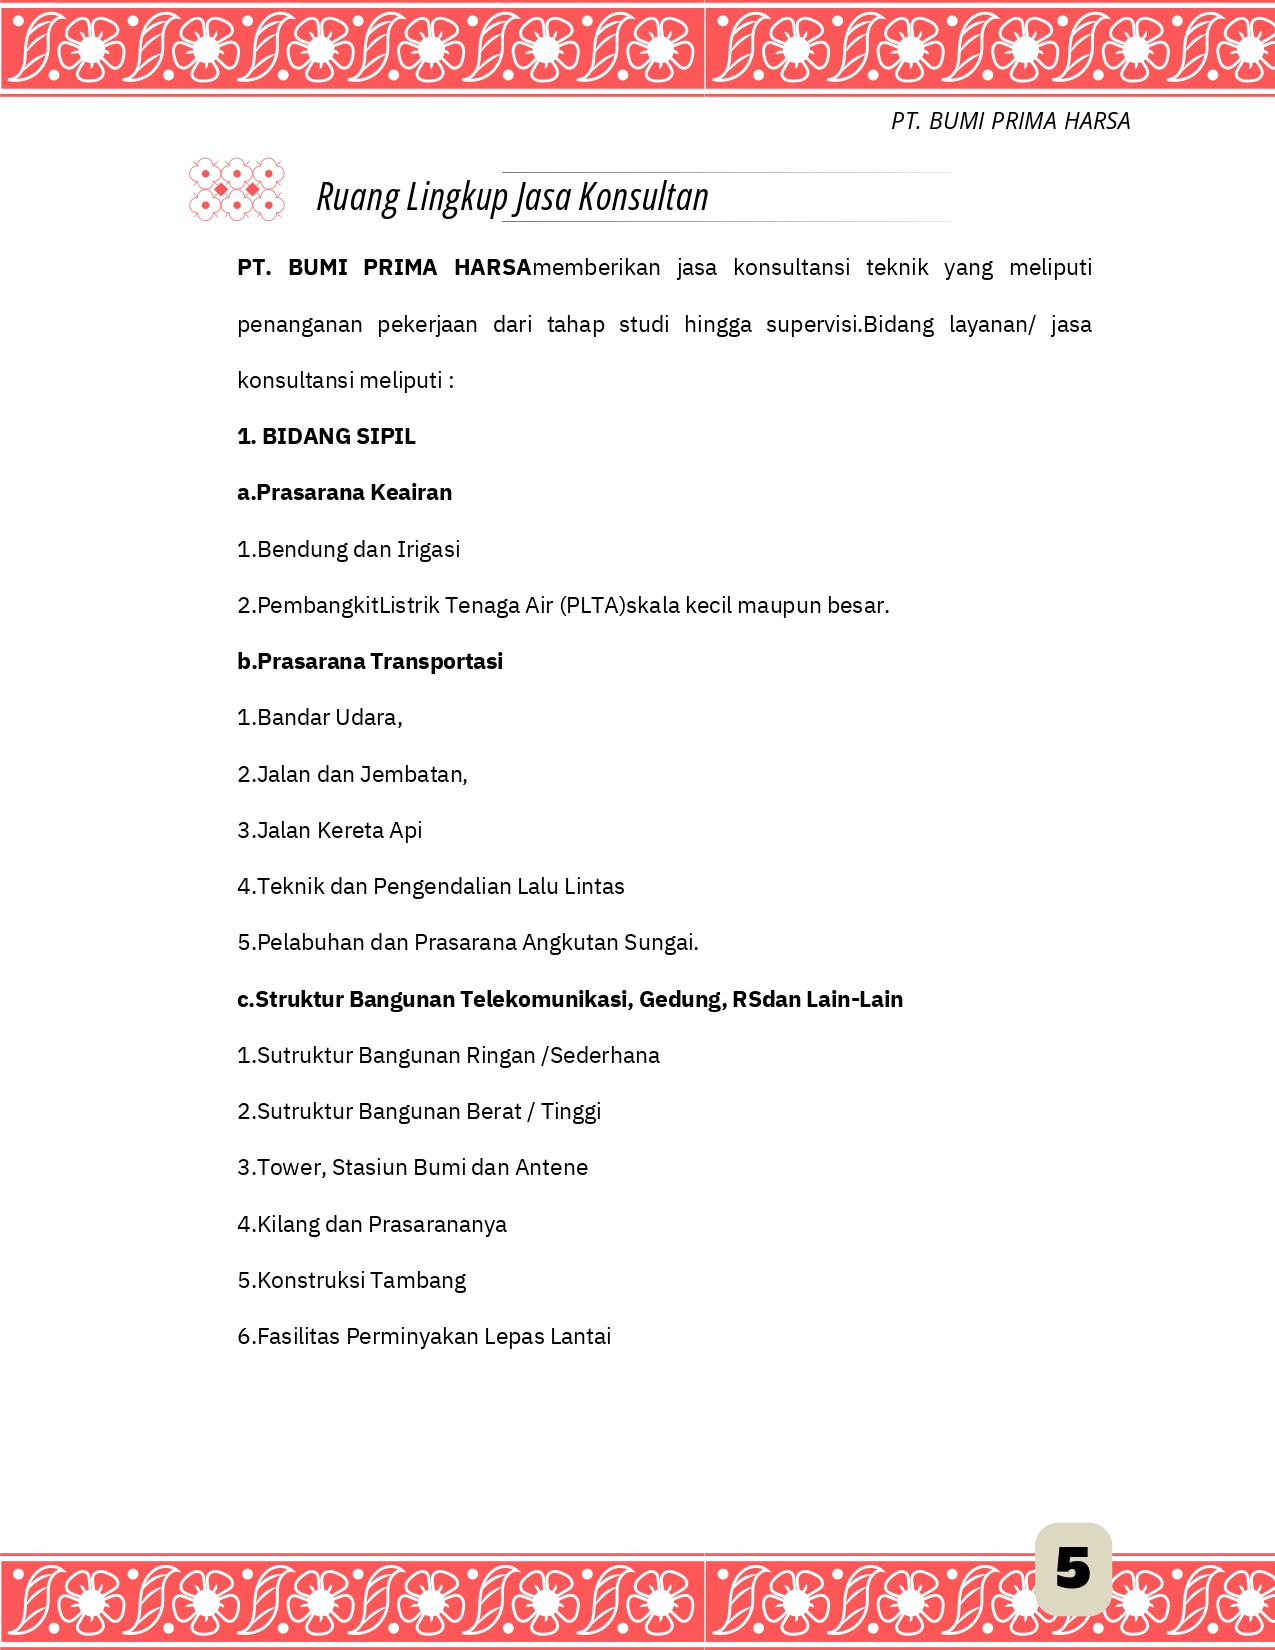 PT. BUMI PRIMA HARSA
Ruang Lingkup Jasa Konsultan
PT. BUMI PRIMA HARSAmemberikan jasa konsultansi teknik yang meliputi
penanganan pekerjaan dari tahap studi hingga supervisi.Bidang layanan/ jasa
konsultansi meliputi :
1. BIDANG SIPIL
a.Prasarana Keairan
1.Bendung dan Irigasi
2.PembangkitListrik Tenaga Air (PLTA)skala kecil maupun besar.
b.Prasarana Transportasi
1.Bandar Udara,
2.Jalan dan Jembatan,
3.Jalan Kereta Api
4.Teknik dan Pengendalian Lalu Lintas
5.Pelabuhan dan Prasarana Angkutan Sungai.
c.Struktur Bangunan Telekomunikasi, Gedung, RSdan Lain-Lain
1.Sutruktur Bangunan Ringan /Sederhana
2.Sutruktur Bangunan Berat / Tinggi
3.Tower, Stasiun Bumi dan Antene
4.Kilang dan Prasarananya
5.Konstruksi Tambang
6.Fasilitas Perminyakan Lepas Lantai
5